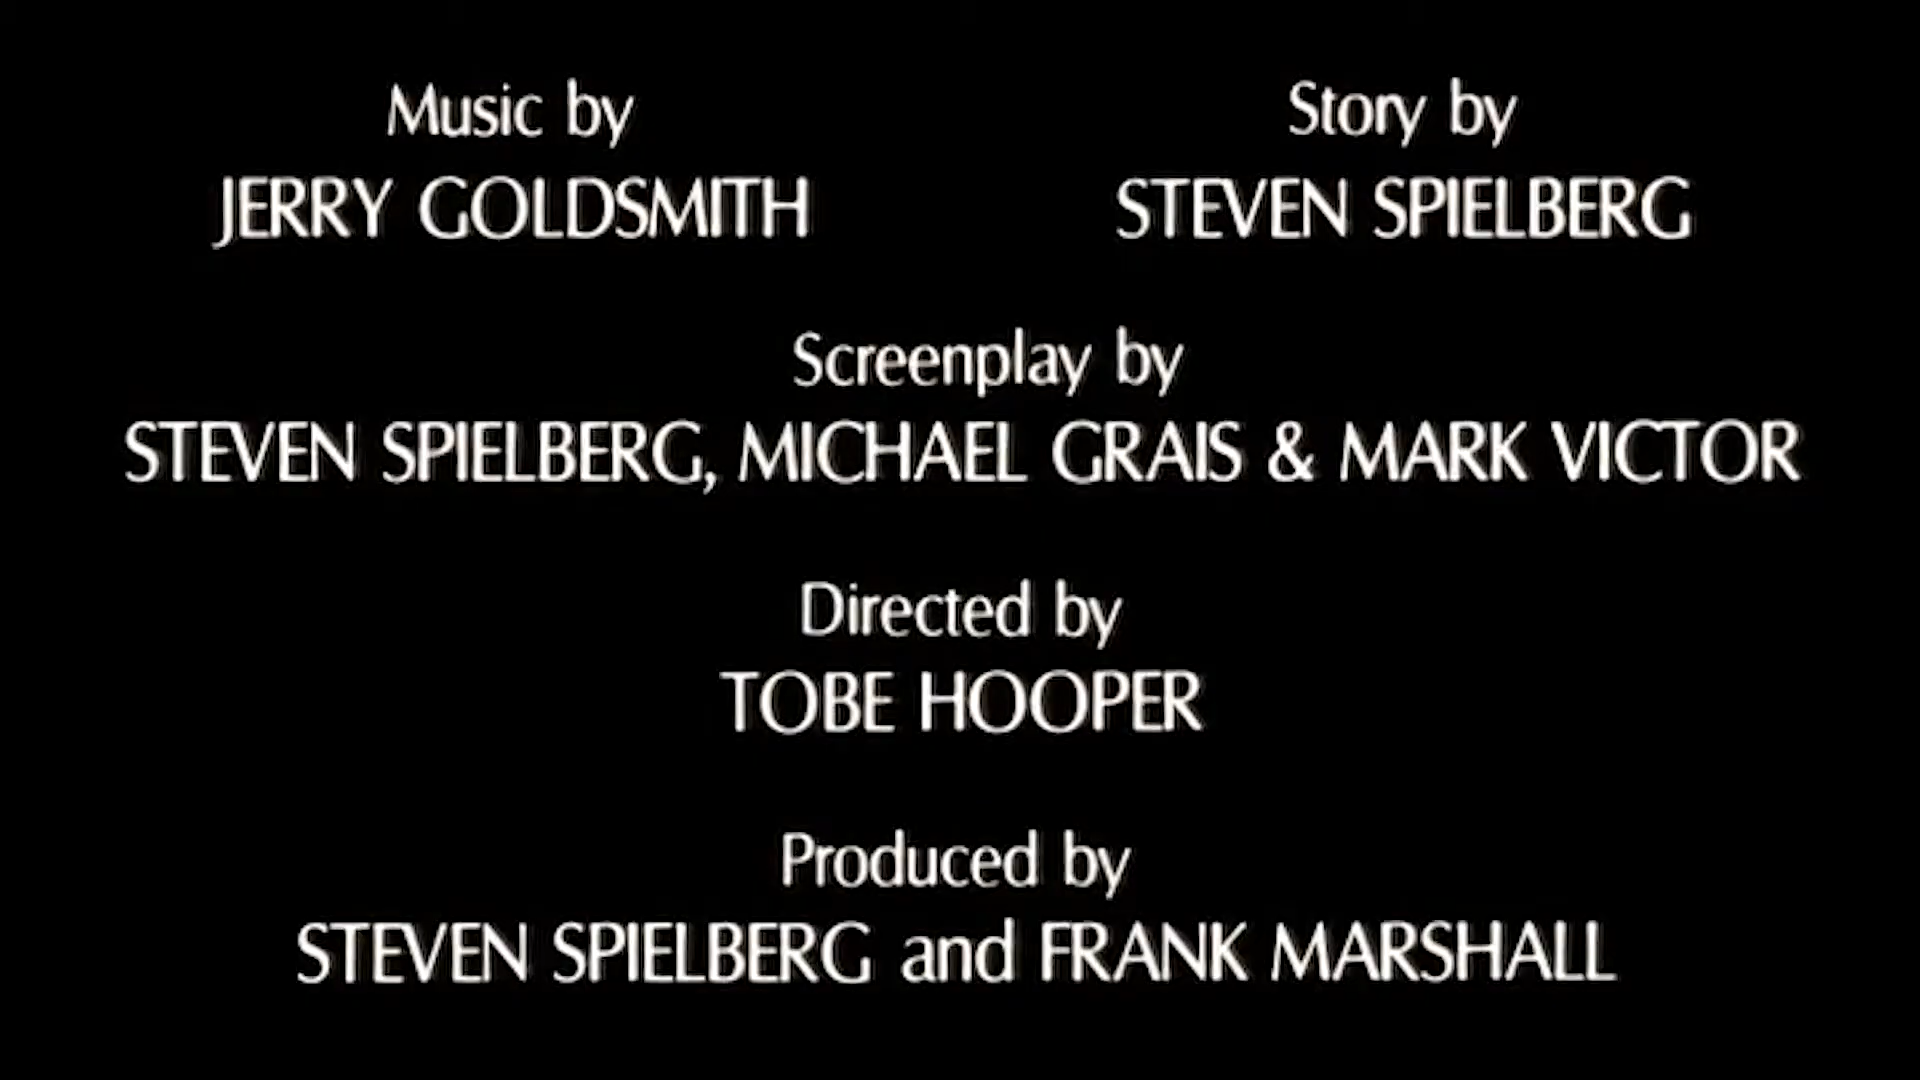 Music by
JERRY GOLDSMITH
Story by
STEVEN SPIELBERG
Screenplay by
STEVEN SPIELBERG, MICHAEL GRAIS & MARK VICTOR
Directed by
TOBE HOOPER
Produced by
STEVEN SPIELBERG and FRANK MARSHALL